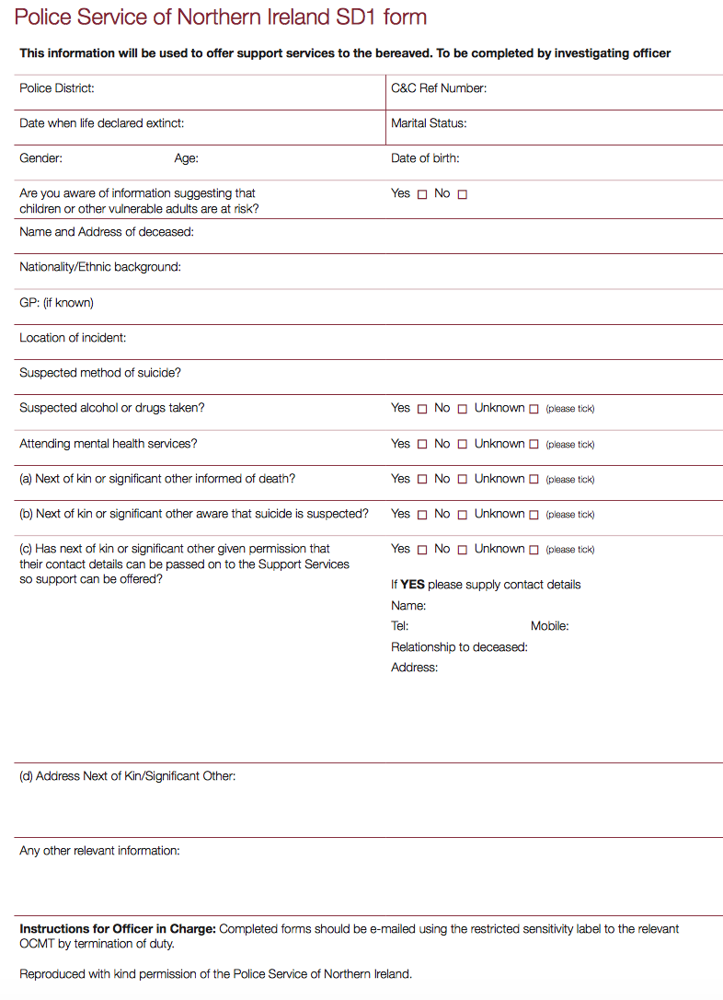 Police Service of Northern Ireland SD1 form
This information will be used to offer support services to the bereaved. To be completed by investigating officer
Police District: C&C Ref Number:
Date when life declared extinct: Marital Status:
Gender: Age: Date of birth:
Are you aware of information suggesting that Yes No
children or other vulnerable adults are at risk?
Name and Address of deceased:
Nationality/Ethnic background:
GP: (if known)
Location of incident:
Suspected method of suicide?
Suspected alcohol or drugs taken? Yes No Unknown (please tick)
Attending mental health services? Yes No Unknown (please tick)
(a) Next of kin or significant other informed of death? Yes No Unknown (please tick)
(b) Next of kin or significant other aware that suicide is suspected? Yes No Unknown (please tick)
(c) Has next of kin or significant other given permission that Yes No Unknown (please tick)
their contact details can be passed on to the Support Services
so support can be offered?
If YES please supply contact details
Name:
Tel: Mobile:
Relationship to deceased:
Address:
(d) Address Next of Kin/Significant Other:
Any other relevant information:
Instructions for Officer in Charge: Completed forms should be e-mailed using the restricted sensitivity label to the relevant
OCMT by termination of duty.
Reproduced with kind permission of the Police Service of Northern Ireland.